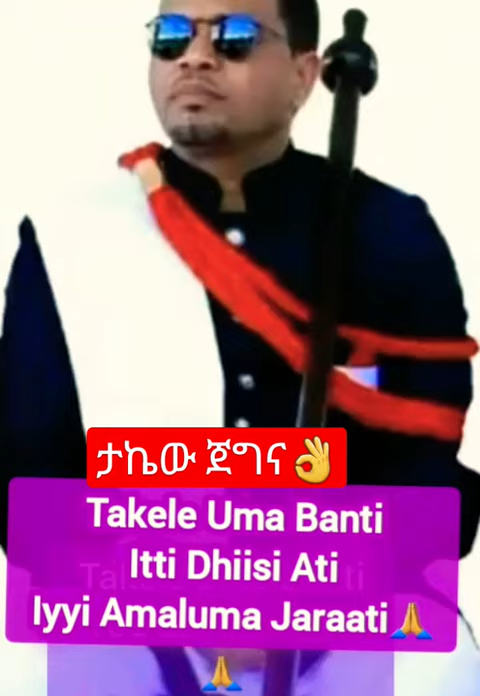 ታኬው ጀግና👌
Takele Uma Banti
Itti Dhiisi Ati
Iyyi Amaluma Jaraati🙏
🙏